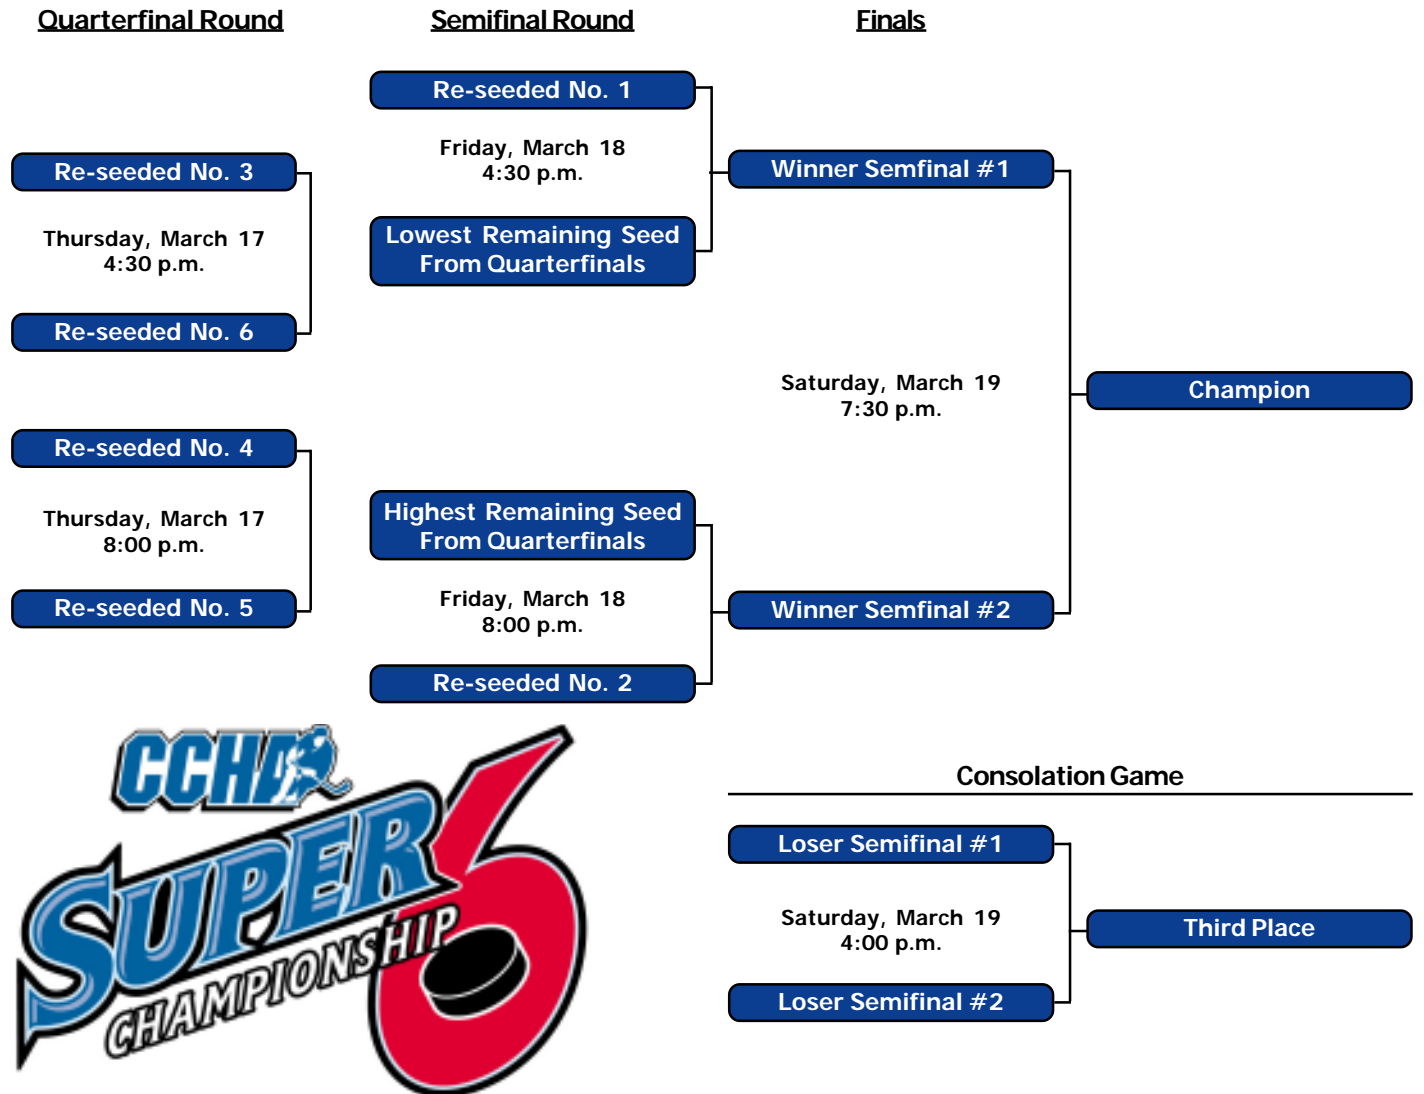 Quarterfinal Round
Semifinal Round
Finals
Re-seeded No. 3
Thursday, March 17
4:30 p.m.
Re-seeded No. 6
Re-seeded No. 4
Thursday, March 17
8:00 p.m.
Re-seeded No. 5
Re-seeded No. 1
Friday, March 18
4:30 p.m.
Lowest Remaining Seed
From Quarterfinals
Highest Remaining Seed
From Quarterfinals
Friday, March 18
8:00 p.m.
Re-seeded No. 2
Winner Semfinal #1
Saturday, March 19
7:30 p.m.
Winner Semfinal #2
Champion
CCHA
SUPER 6
CHAMPIONSHIP
Consolation Game
Loser Semifinal #1
Saturday, March 19
4:00 p.m.
Loser Semifinal #2
Third Place